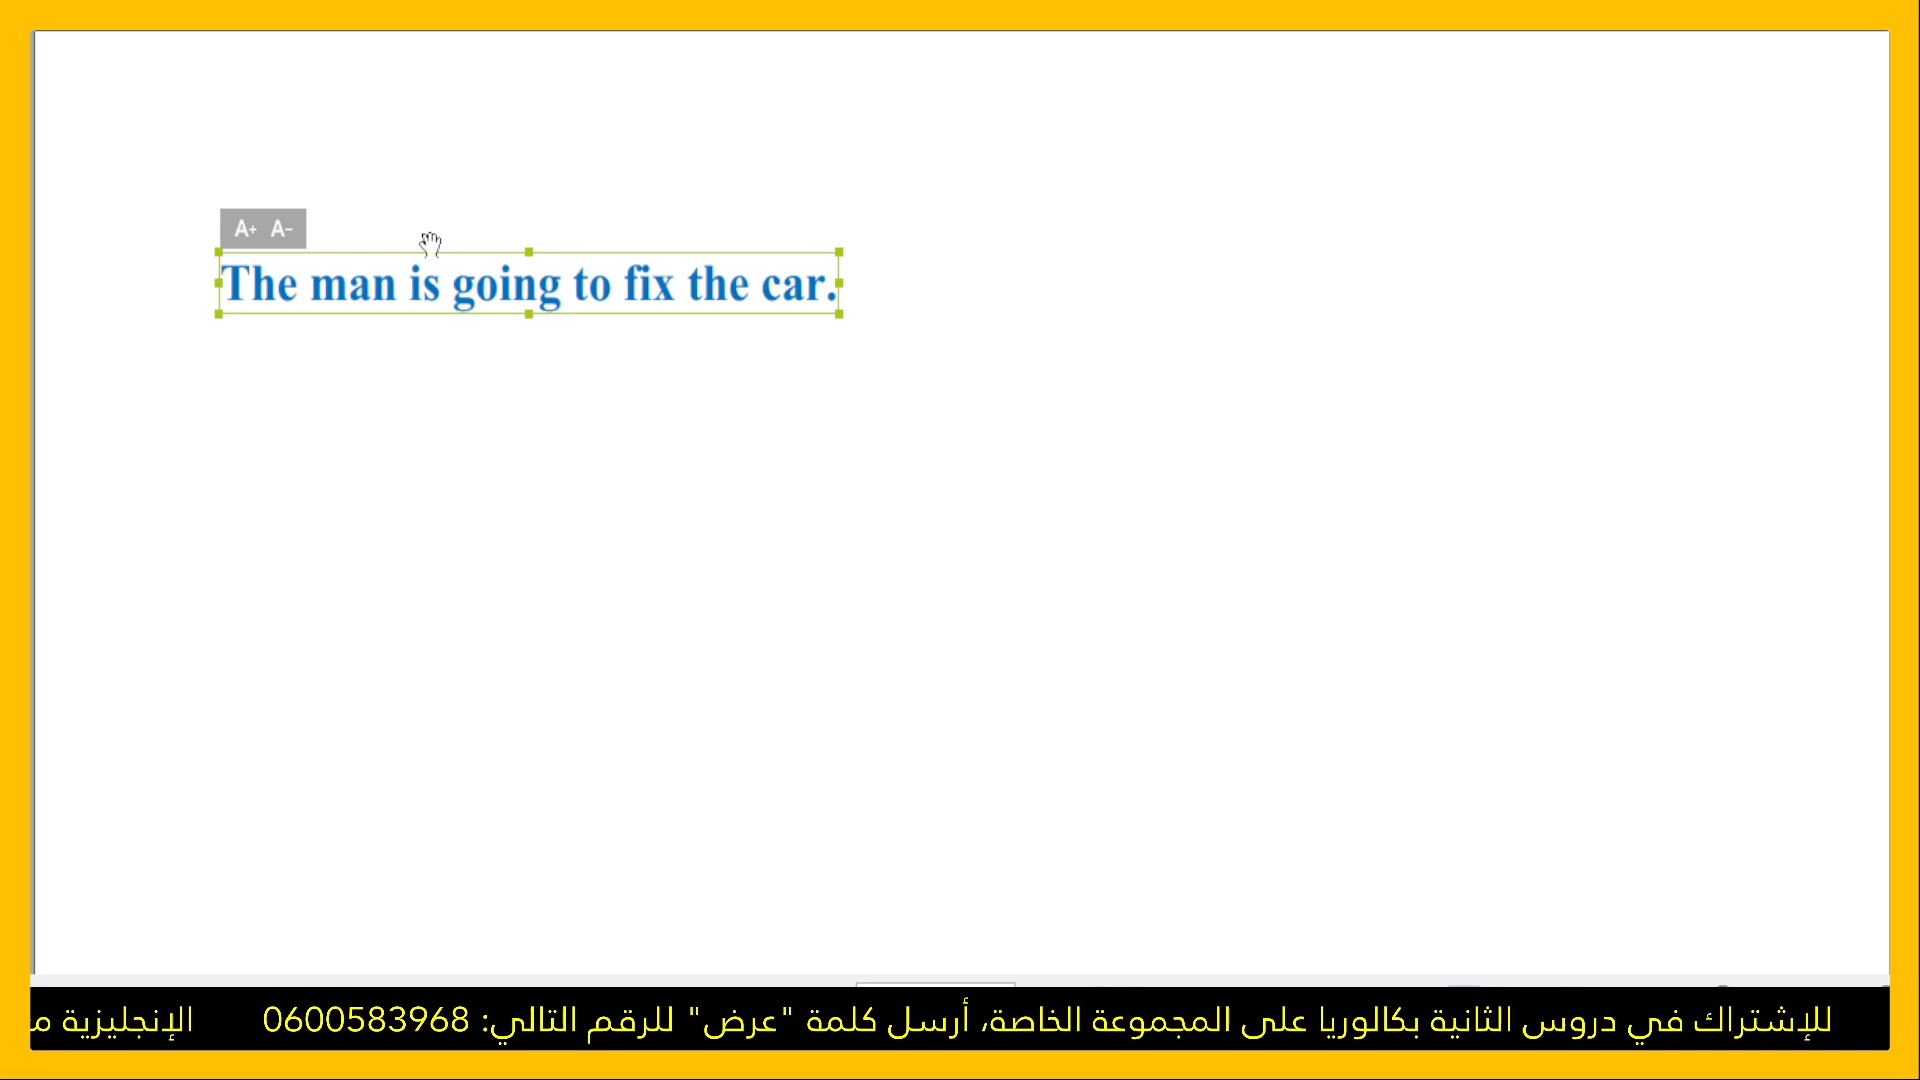 A+ A-
The man is going to fix the car.
للإشتراك في دروس الثانية بكالوريا على المجموعة الخاصة، أرسل كلمة "عرض" للرقم التالي: 0600583968 الإنجليزية